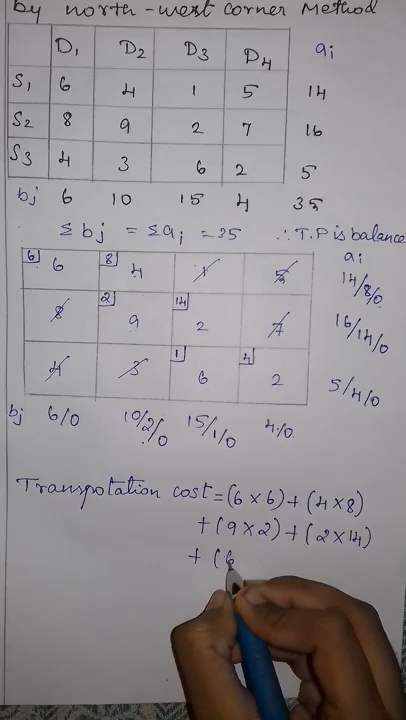 by north-west corner Method
D1 D2 D3 D4 ai
S1 6 4 1 5 14
S2 8 9 2 7 16
S3 4 3 6 2 5
bj 6 10 15 4 35
Σbj = Σai = 35 ∴ T.P is balance
ai
6 6 8 4 1 5 14/8/0
8 2 9 14 2 7 16/14/0
4 3 1 6 4 2 5/4/0
bj 6/0 10/2/0 15/1/0 4/0
Transpotation cost = (6 × 6) + (4 × 8)
+ (9 × 2) + (2 × 14)
+ (6